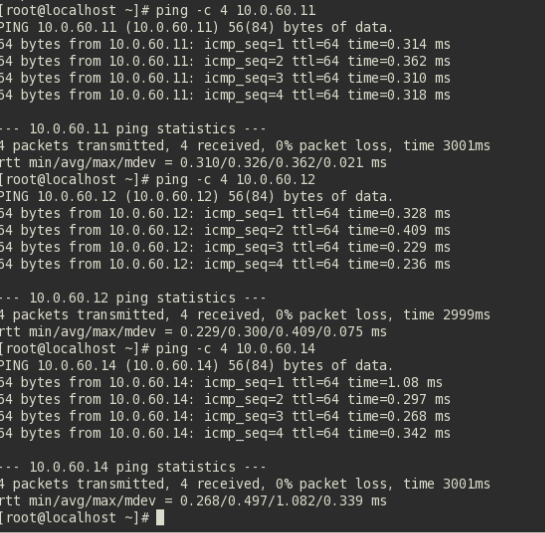 [root@localhost ~]# ping -c 4 10.0.60.11
PING 10.0.60.11 (10.0.60.11) 56(84) bytes of data.
64 bytes from 10.0.60.11: icmp_seq=1 ttl=64 time=0.314 ms
64 bytes from 10.0.60.11: icmp_seq=2 ttl=64 time=0.362 ms
64 bytes from 10.0.60.11: icmp_seq=3 ttl=64 time=0.310 ms
64 bytes from 10.0.60.11: icmp_seq=4 ttl=64 time=0.318 ms

--- 10.0.60.11 ping statistics ---
4 packets transmitted, 4 received, 0% packet loss, time 3001ms
rtt min/avg/max/mdev = 0.310/0.326/0.362/0.021 ms
[root@localhost ~]# ping -c 4 10.0.60.12
PING 10.0.60.12 (10.0.60.12) 56(84) bytes of data.
64 bytes from 10.0.60.12: icmp_seq=1 ttl=64 time=0.328 ms
64 bytes from 10.0.60.12: icmp_seq=2 ttl=64 time=0.409 ms
64 bytes from 10.0.60.12: icmp_seq=3 ttl=64 time=0.229 ms
64 bytes from 10.0.60.12: icmp_seq=4 ttl=64 time=0.236 ms

--- 10.0.60.12 ping statistics ---
4 packets transmitted, 4 received, 0% packet loss, time 2999ms
rtt min/avg/max/mdev = 0.229/0.300/0.409/0.075 ms
[root@localhost ~]# ping -c 4 10.0.60.14
PING 10.0.60.14 (10.0.60.14) 56(84) bytes of data.
64 bytes from 10.0.60.14: icmp_seq=1 ttl=64 time=1.08 ms
64 bytes from 10.0.60.14: icmp_seq=2 ttl=64 time=0.297 ms
64 bytes from 10.0.60.14: icmp_seq=3 ttl=64 time=0.268 ms
64 bytes from 10.0.60.14: icmp_seq=4 ttl=64 time=0.342 ms

--- 10.0.60.14 ping statistics ---
4 packets transmitted, 4 received, 0% packet loss, time 3001ms
rtt min/avg/max/mdev = 0.268/0.497/1.082/0.339 ms
[root@localhost ~]#